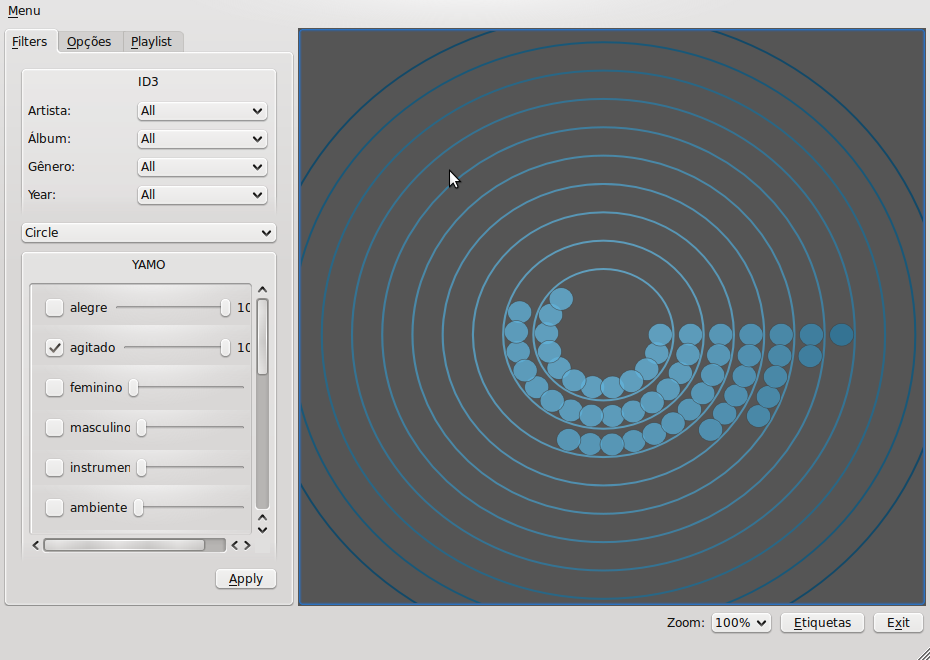 Menu
Filters Opções Playlist
ID3
Artista: All
Álbum: All
Gênero: All
Year: All
Circle
YAMO
alegre 10
agitado 10
feminino
masculino
instrumen
ambiente
Apply
Zoom: 100% Etiquetas Exit